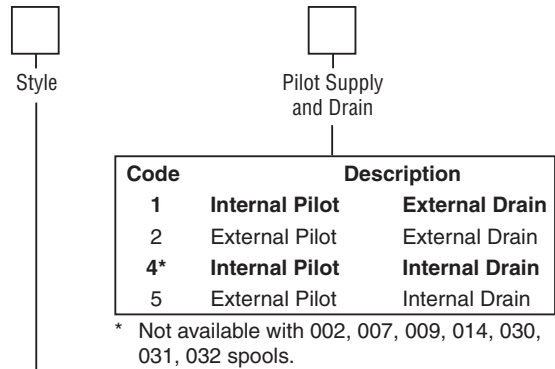 Style
Pilot Supply
and Drain
Code Description
1 Internal Pilot External Drain
2 External Pilot External Drain
4* Internal Pilot Internal Drain
5 External Pilot Internal Drain
* Not available with 002, 007, 009, 014, 030,
031, 032 spools.